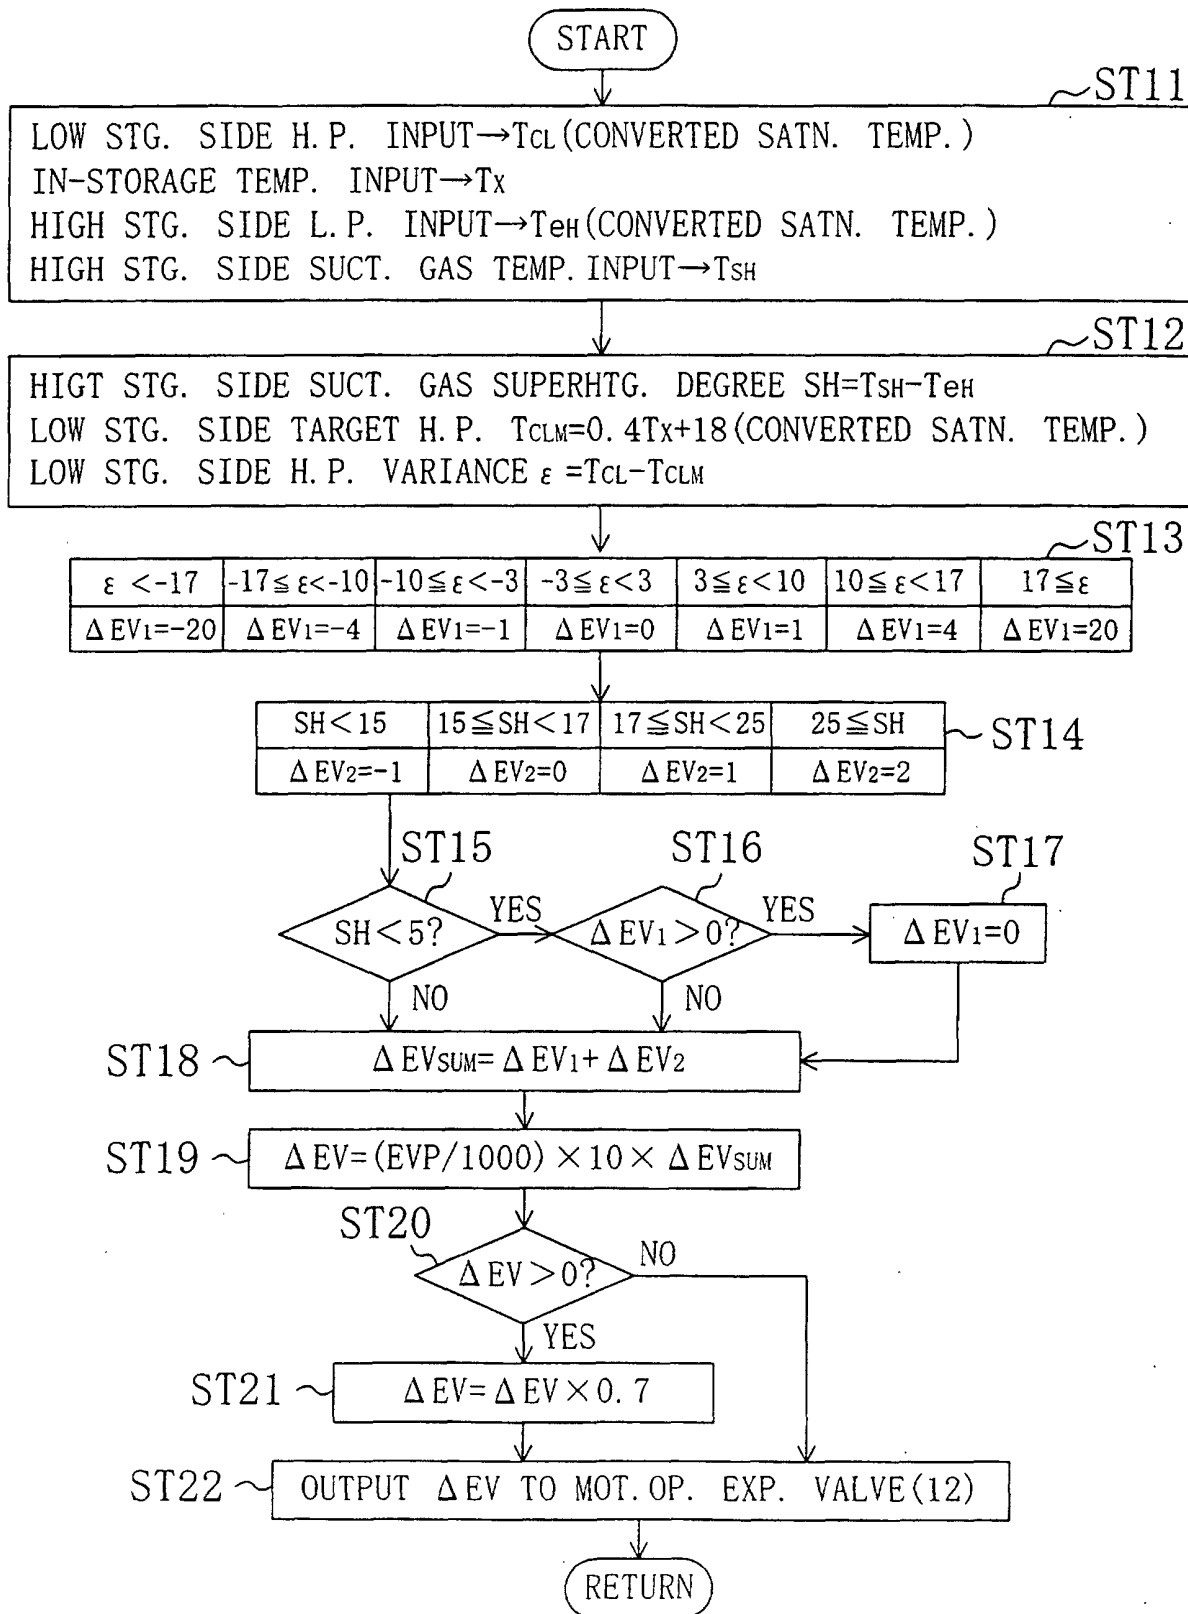 START
ST11
LOW STG. SIDE H.P. INPUT→TCL(CONVERTED SATN. TEMP.)
IN-STORAGE TEMP. INPUT→TX
HIGH STG. SIDE L.P. INPUT→TeH(CONVERTED SATN. TEMP.)
HIGH STG. SIDE SUCT. GAS TEMP. INPUT→TSH
ST12
HIGT STG. SIDE SUCT. GAS SUPERHTG. DEGREE SH=TSH-TeH
LOW STG. SIDE TARGET H.P. TCLM=0.4TX+18(CONVERTED SATN. TEMP.)
LOW STG. SIDE H.P. VARIANCE ε=TCL-TCLM
ST13
ε<-17 -17≦ε<-10 -10≦ε<-3 -3≦ε<3 3≦ε<10 10≦ε<17 17≦ε
ΔEV1=-20 ΔEV1=-4 ΔEV1=-1 ΔEV1=0 ΔEV1=1 ΔEV1=4 ΔEV1=20
SH<15 15≦SH<17 17≦SH<25 25≦SH
ST14
ΔEV2=-1 ΔEV2=0 ΔEV2=1 ΔEV2=2
ST15 ST16 ST17
SH<5? YES ΔEV1>0? YES ΔEV1=0
NO NO
ST18 ΔEVSUM=ΔEV1+ΔEV2
ST19 ΔEV=(EVP/1000)×10×ΔEVSUM
ST20
ΔEV>0? NO
YES
ST21 ΔEV=ΔEV×0.7
ST22 OUTPUT ΔEV TO MOT.OP. EXP. VALVE(12)
RETURN